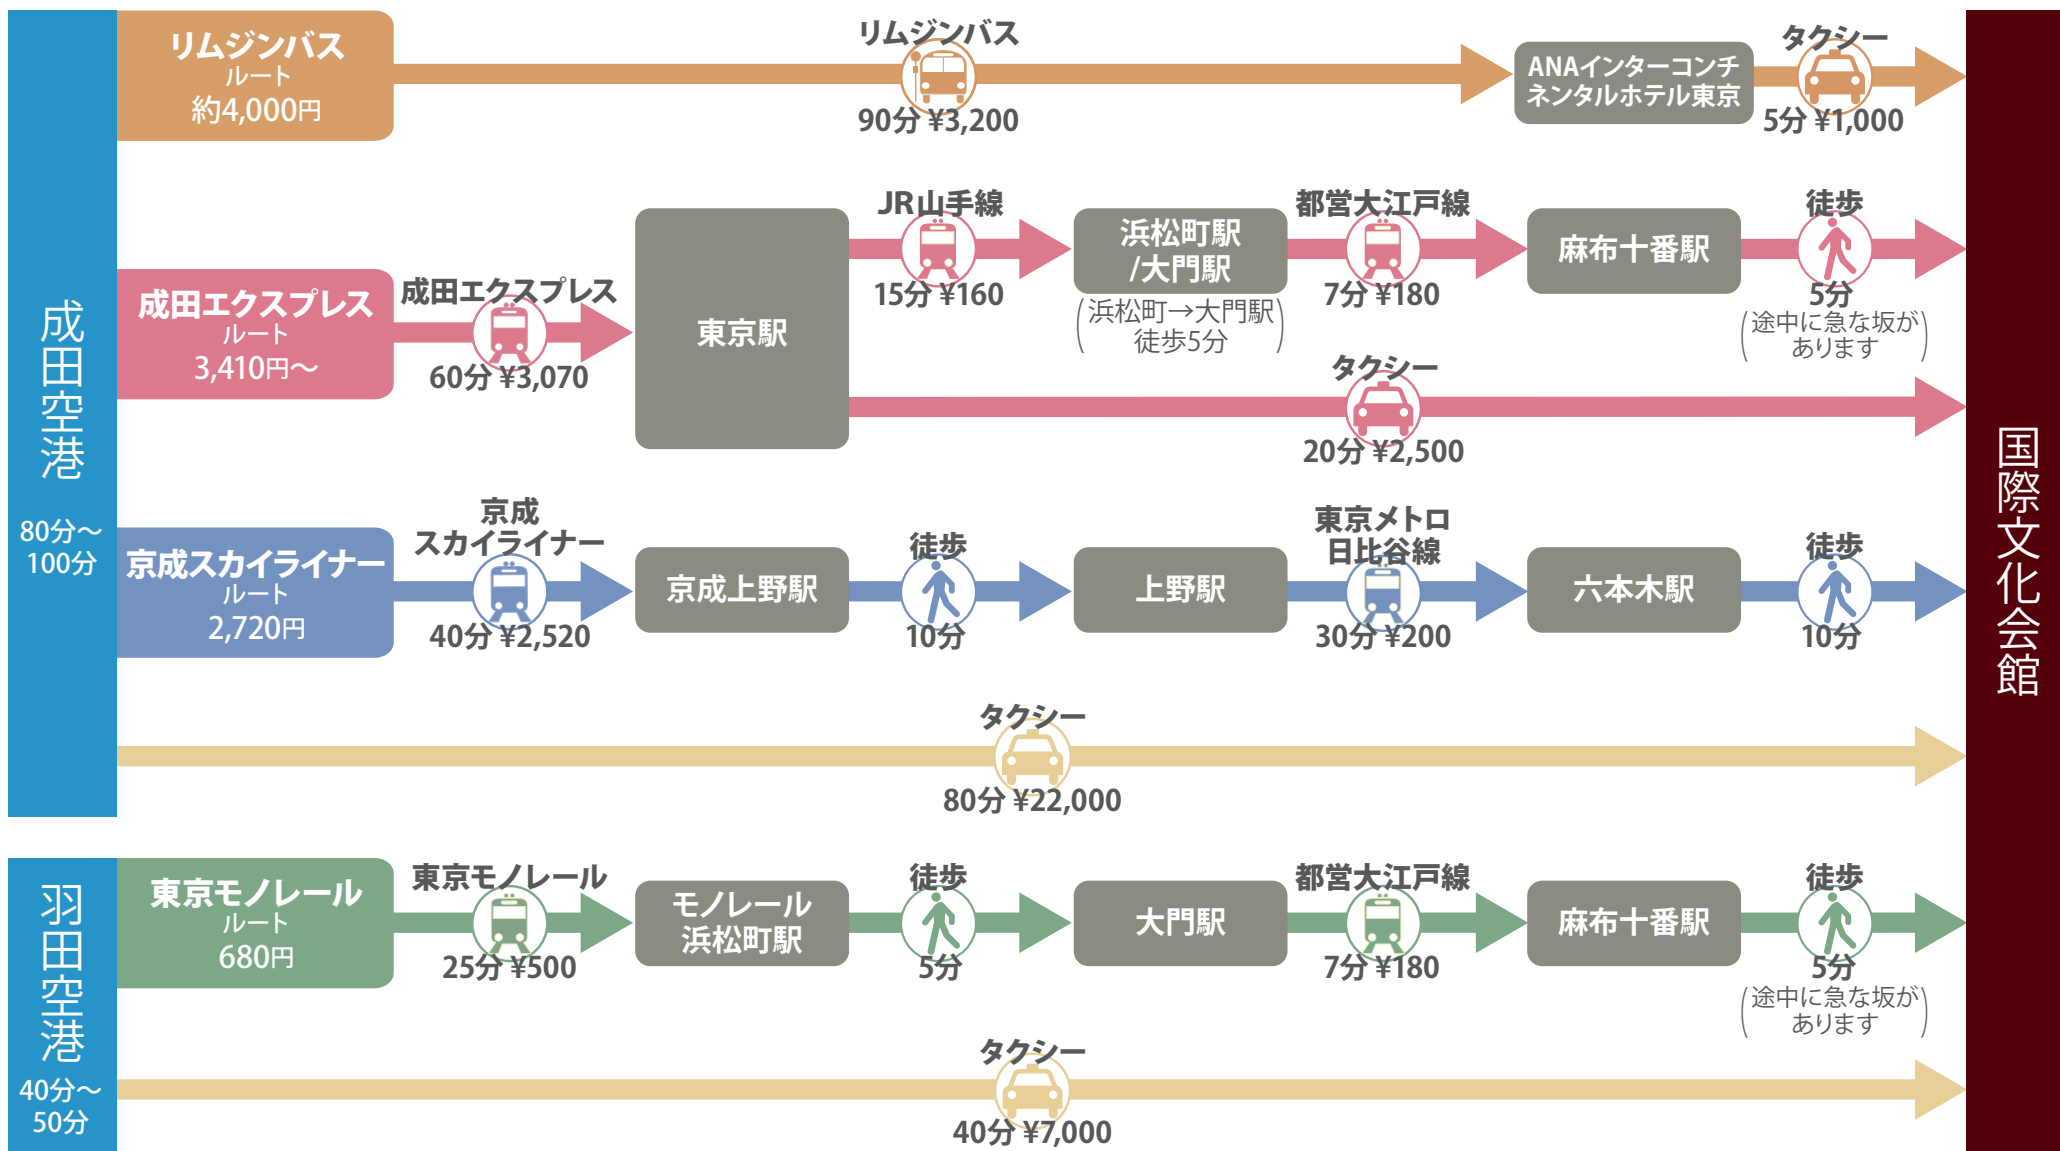 成田空港
80分～
100分
リムジンバス
ルート
約4,000円
リムジンバス
90分 ¥3,200
ANAインターコンチ
ネンタルホテル東京
タクシー
5分 ¥1,000
成田エクスプレス
ルート
3,410円～
成田エクスプレス
60分 ¥3,070
東京駅
JR山手線
15分 ¥160
浜松町駅
/大門駅
(浜松町→大門駅
徒歩5分)
都営大江戸線
7分 ¥180
麻布十番駅
徒歩
5分
(途中に急な坂が
あります)
タクシー
20分 ¥2,500
京成スカイライナー
ルート
2,720円
京成
スカイライナー
40分 ¥2,520
京成上野駅
徒歩
10分
上野駅
東京メトロ
日比谷線
30分 ¥200
六本木駅
徒歩
10分
タクシー
80分 ¥22,000
羽田空港
40分～
50分
東京モノレール
ルート
680円
東京モノレール
25分 ¥500
モノレール
浜松町駅
徒歩
5分
大門駅
都営大江戸線
7分 ¥180
麻布十番駅
徒歩
5分
(途中に急な坂が
あります)
タクシー
40分 ¥7,000
国際文化会館